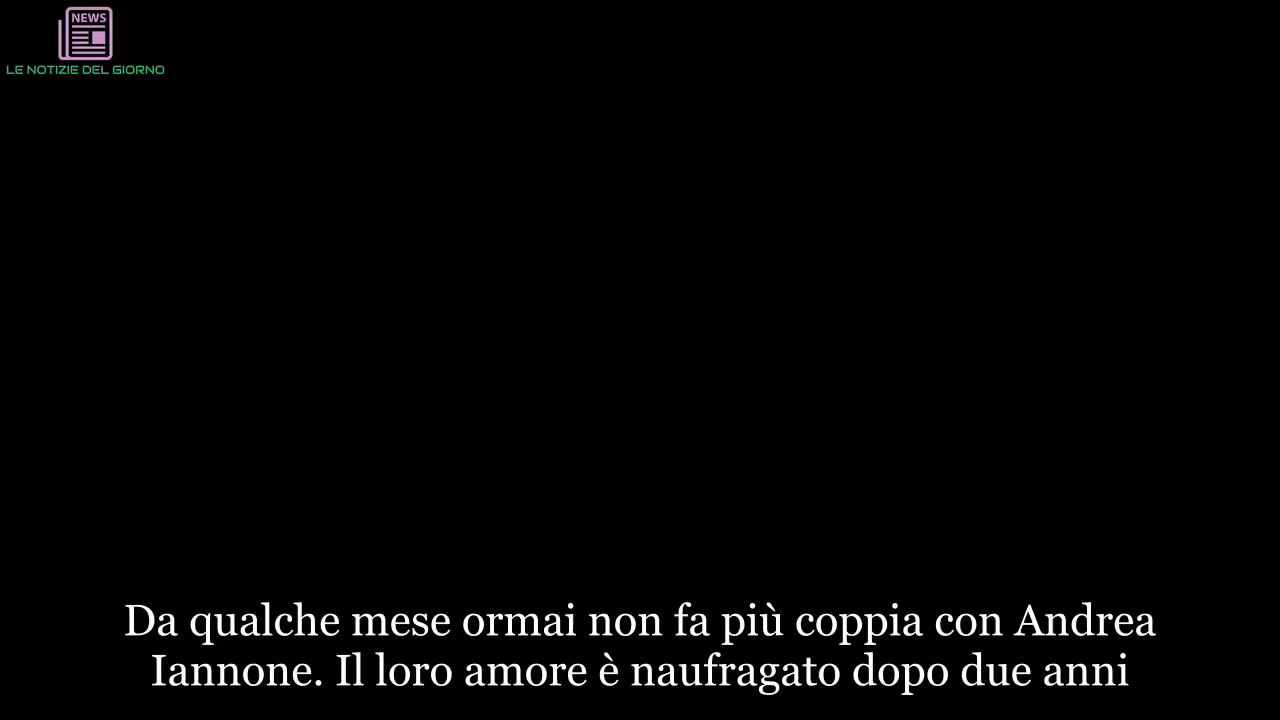 NEWS
LE NOTIZIE DEL GIORNO
Da qualche mese ormai non fa più coppia con Andrea
Iannone. Il loro amore è naufragato dopo due anni